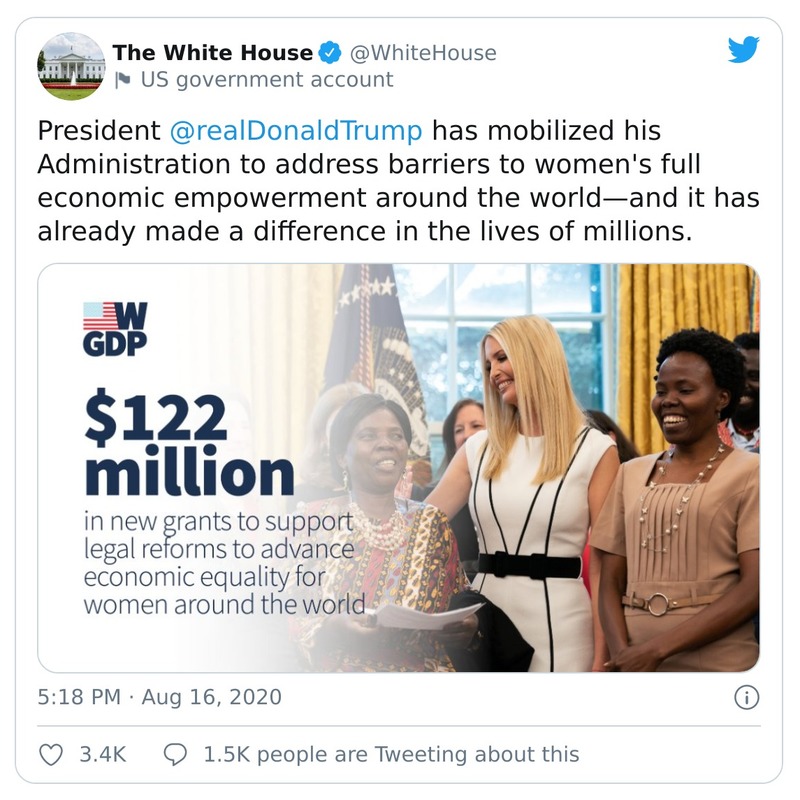 The White House @WhiteHouse
US government account
President @realDonaldTrump has mobilized his
Administration to address barriers to women's full
economic empowerment around the world—and it has
already made a difference in the lives of millions.
W
GDP
$122
million
in new grants to support
legal reforms to advance
economic equality for
women around the world
5:18 PM · Aug 16, 2020
3.4K 1.5K people are Tweeting about this